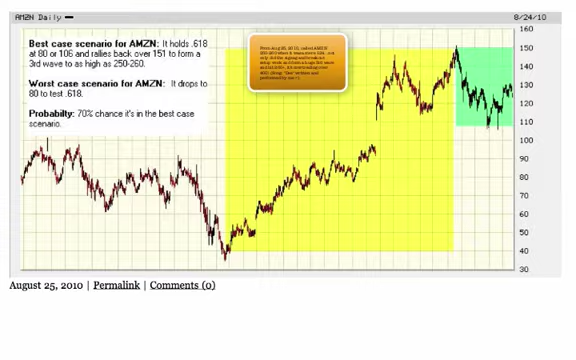 AMZN Daily
8/24/10
Best case scenario for AMZN: It holds .618
at 80 or 106 and rallies back over 151 to form a
3rd wave to as high as 250-260.
Worst case scenario for AMZN: It drops to
80 to test .618.
Probabilty: 70% chance it's in the best case
scenario.
160
150
140
130
120
110
100
90
80
70
60
50
40
30
August 25, 2010 | Permalink | Comments (0)